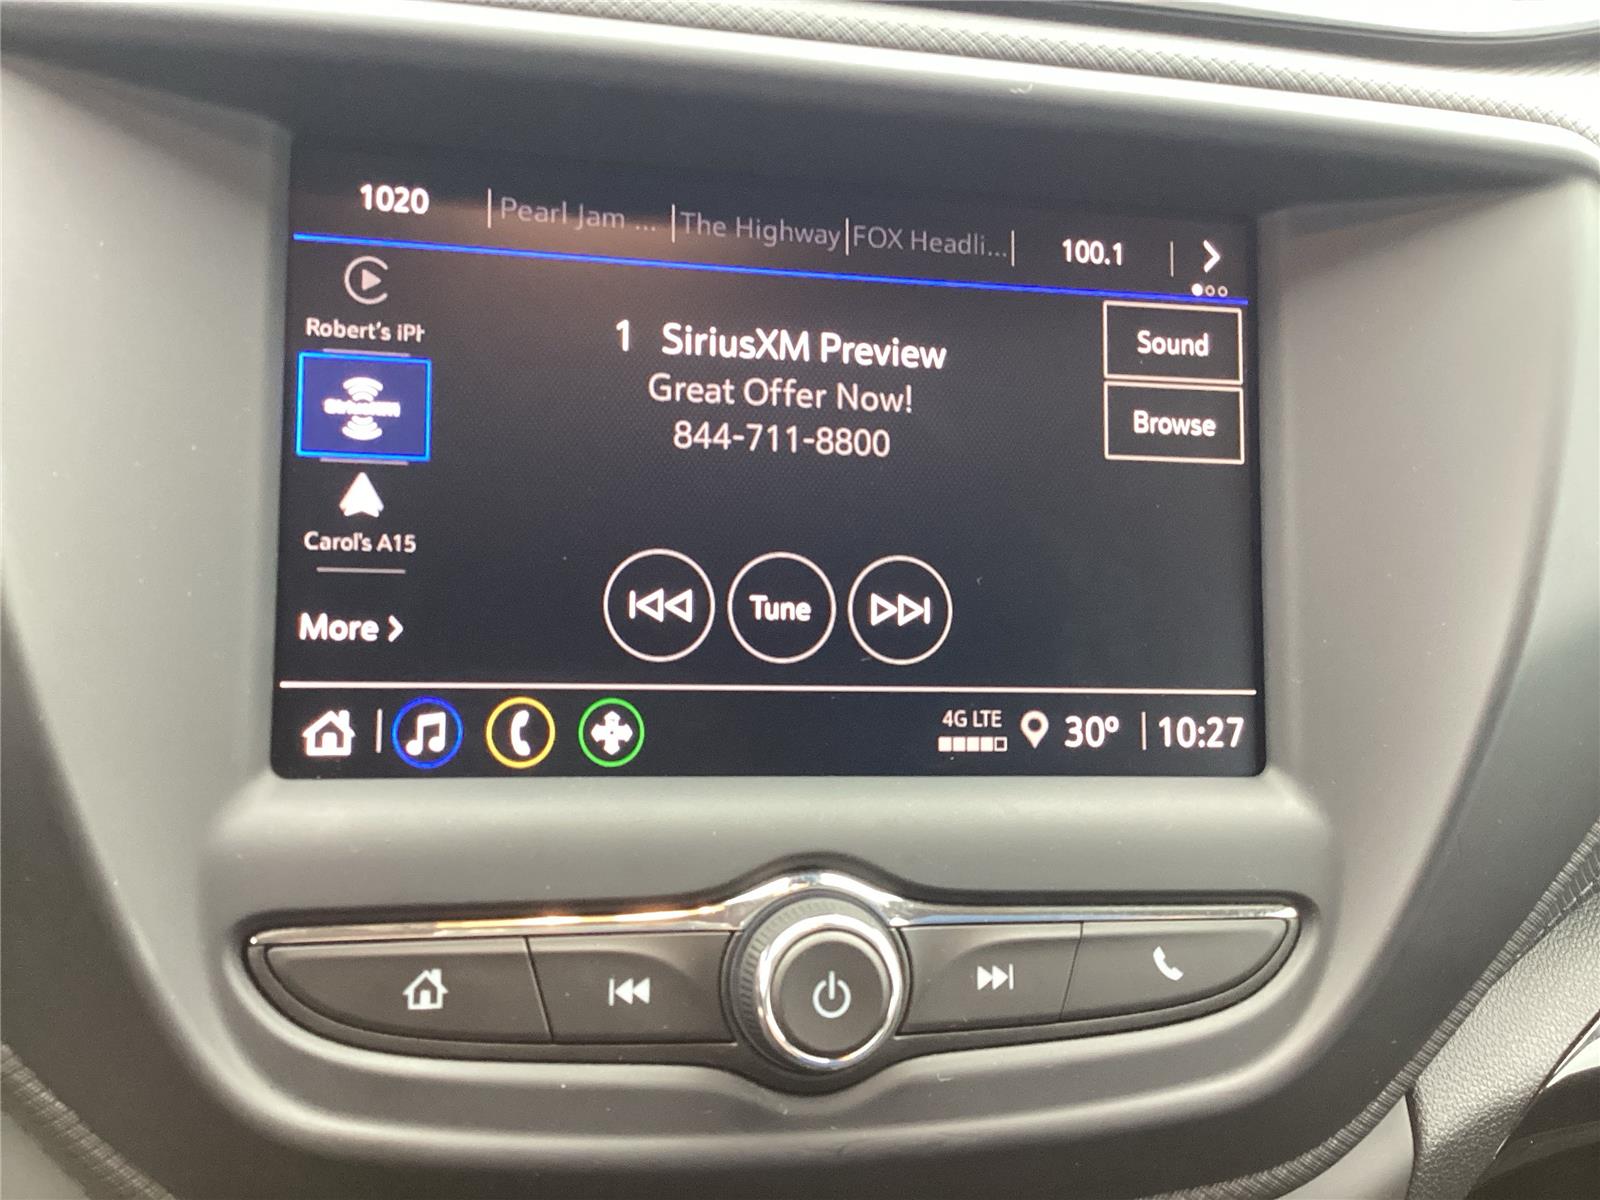 1020 | Pearl Jam ... | The Highway | FOX Headli... | 100.1 | >
Robert's iPh
SiriusXM
Carol's A15
More >
1 SiriusXM Preview
Great Offer Now!
844-711-8800
Sound
Browse
Tune
4G LTE
30° | 10:27